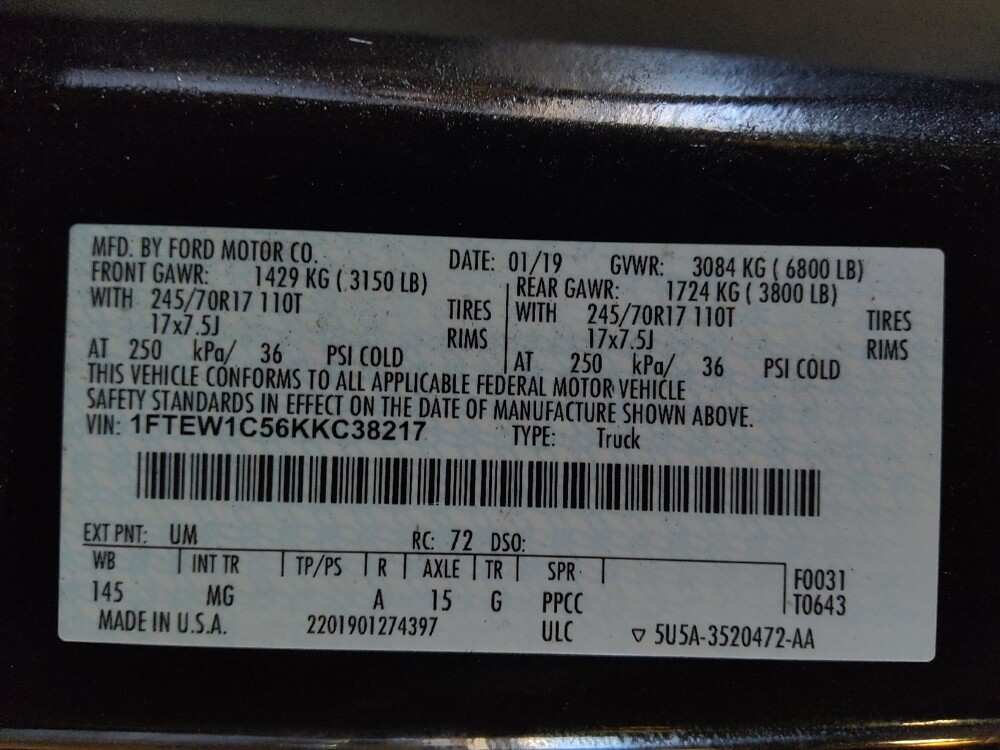 MFD. BY FORD MOTOR CO. DATE: 01/19 GVWR: 3084 KG ( 6800 LB)
FRONT GAWR: 1429 KG ( 3150 LB) REAR GAWR: 1724 KG ( 3800 LB)
WITH 245/70R17 110T TIRES WITH 245/70R17 110T TIRES
17x7.5J RIMS 17x7.5J RIMS
AT 250 kPa/ 36 PSI COLD AT 250 kPa/ 36 PSI COLD
THIS VEHICLE CONFORMS TO ALL APPLICABLE FEDERAL MOTOR VEHICLE
SAFETY STANDARDS IN EFFECT ON THE DATE OF MANUFACTURE SHOWN ABOVE.
VIN: 1FTEW1C56KKC38217 TYPE: Truck
EXT PNT: UM RC: 72 DSO:
WB INT TR TP/PS R AXLE TR SPR F0031
145 MG A 15 G PPCC T0643
MADE IN U.S.A. 2201901274397 ULC ▽ 5U5A-3520472-AA